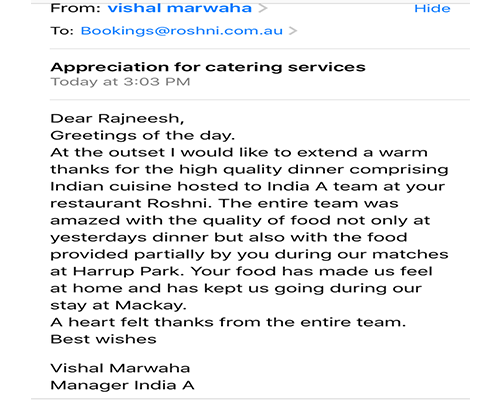 From: vishal marwaha >
Hide
To: Bookings@roshni.com.au >
Appreciation for catering services
Today at 3:03 PM
Dear Rajneesh,
Greetings of the day.
At the outset I would like to extend a warm
thanks for the high quality dinner comprising
Indian cuisine hosted to India A team at your
restaurant Roshni. The entire team was
amazed with the quality of food not only at
yesterdays dinner but also with the food
provided partially by you during our matches
at Harrup Park. Your food has made us feel
at home and has kept us going during our
stay at Mackay.
A heart felt thanks from the entire team.
Best wishes
Vishal Marwaha
Manager India A